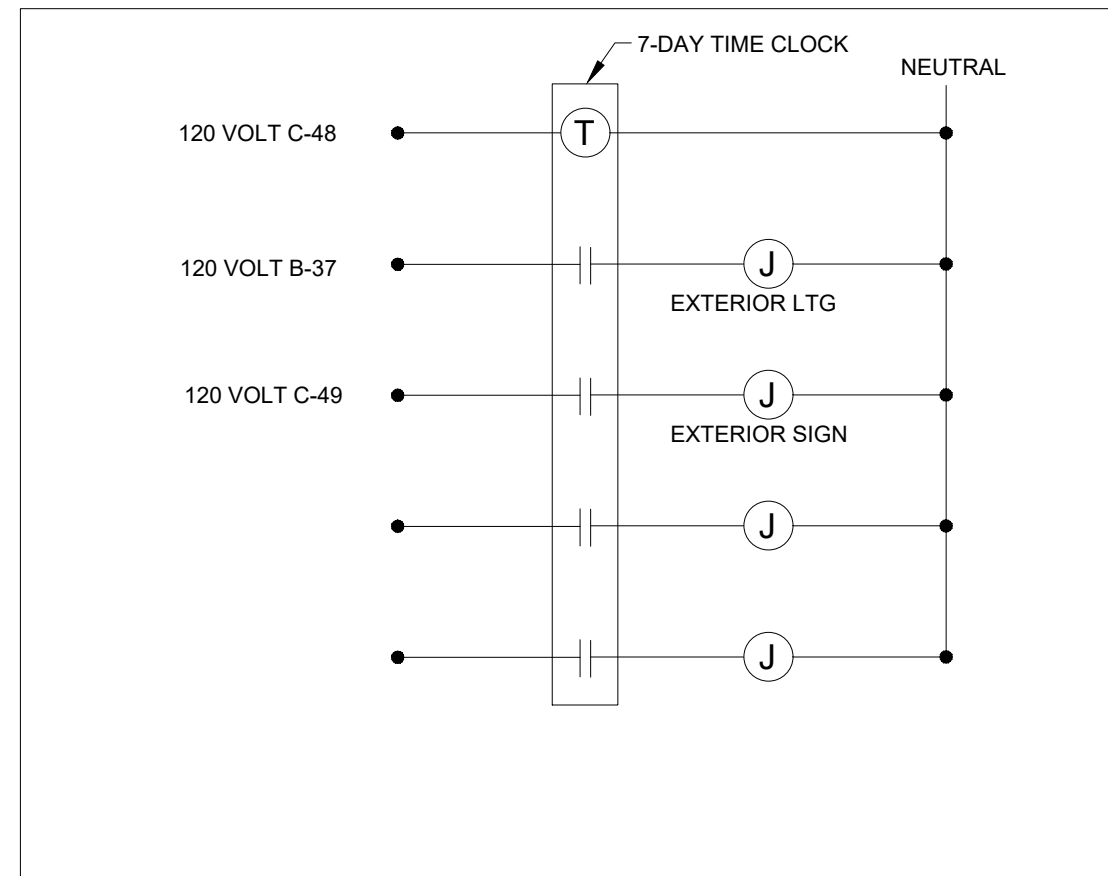 7-DAY TIME CLOCK
NEUTRAL
120 VOLT C-48
T
120 VOLT B-37
J
EXTERIOR LTG
120 VOLT C-49
J
EXTERIOR SIGN
J
J